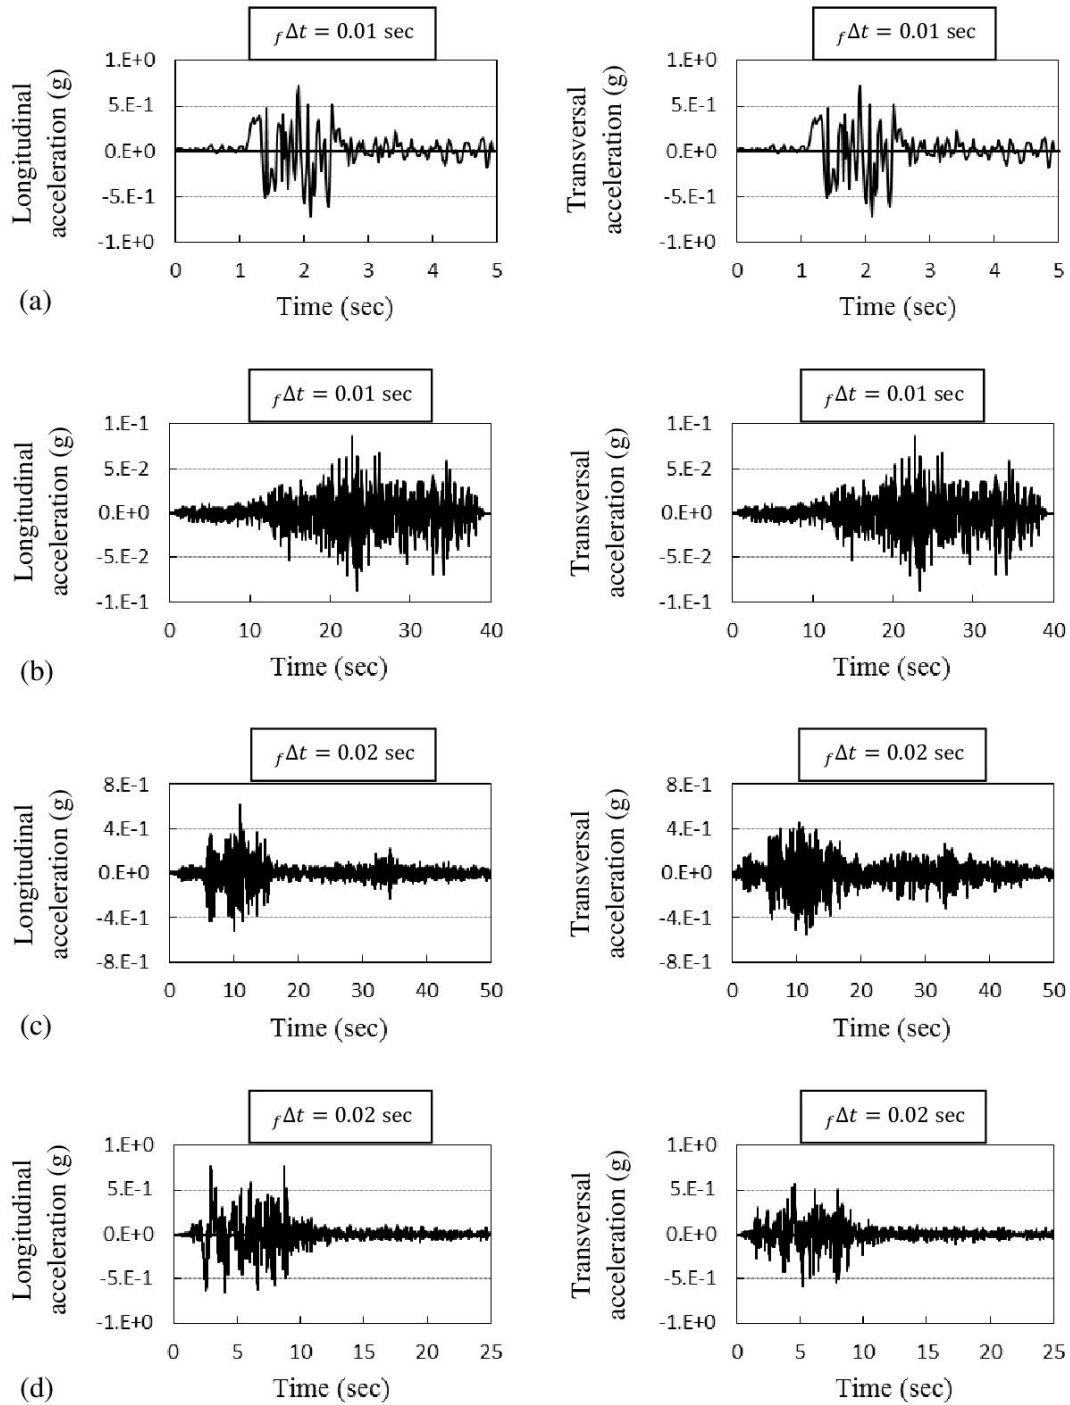 fΔt = 0.01 sec
Longitudinal
acceleration (g)
1.E+0
5.E-1
0.E+0
-5.E-1
-1.E+0
0 1 2 3 4 5
Time (sec)
fΔt = 0.01 sec
Transversal
acceleration (g)
1.E+0
5.E-1
0.E+0
-5.E-1
-1.E+0
0 1 2 3 4 5
Time (sec)
(a)
fΔt = 0.01 sec
Longitudinal
acceleration (g)
1.E-1
5.E-2
0.E+0
-5.E-2
-1.E-1
0 10 20 30 40
Time (sec)
fΔt = 0.01 sec
Transversal
acceleration (g)
1.E-1
5.E-2
0.E+0
-5.E-2
-1.E-1
0 10 20 30 40
Time (sec)
(b)
fΔt = 0.02 sec
Longitudinal
acceleration (g)
8.E-1
4.E-1
0.E+0
-4.E-1
-8.E-1
0 10 20 30 40 50
Time (sec)
fΔt = 0.02 sec
Transversal
acceleration (g)
8.E-1
4.E-1
0.E+0
-4.E-1
-8.E-1
0 10 20 30 40 50
Time (sec)
(c)
fΔt = 0.02 sec
Longitudinal
acceleration (g)
1.E+0
5.E-1
0.E+0
-5.E-1
-1.E+0
0 5 10 15 20 25
Time (sec)
fΔt = 0.02 sec
Transversal
acceleration (g)
1.E+0
5.E-1
0.E+0
-5.E-1
-1.E+0
0 5 10 15 20 25
Time (sec)
(d)